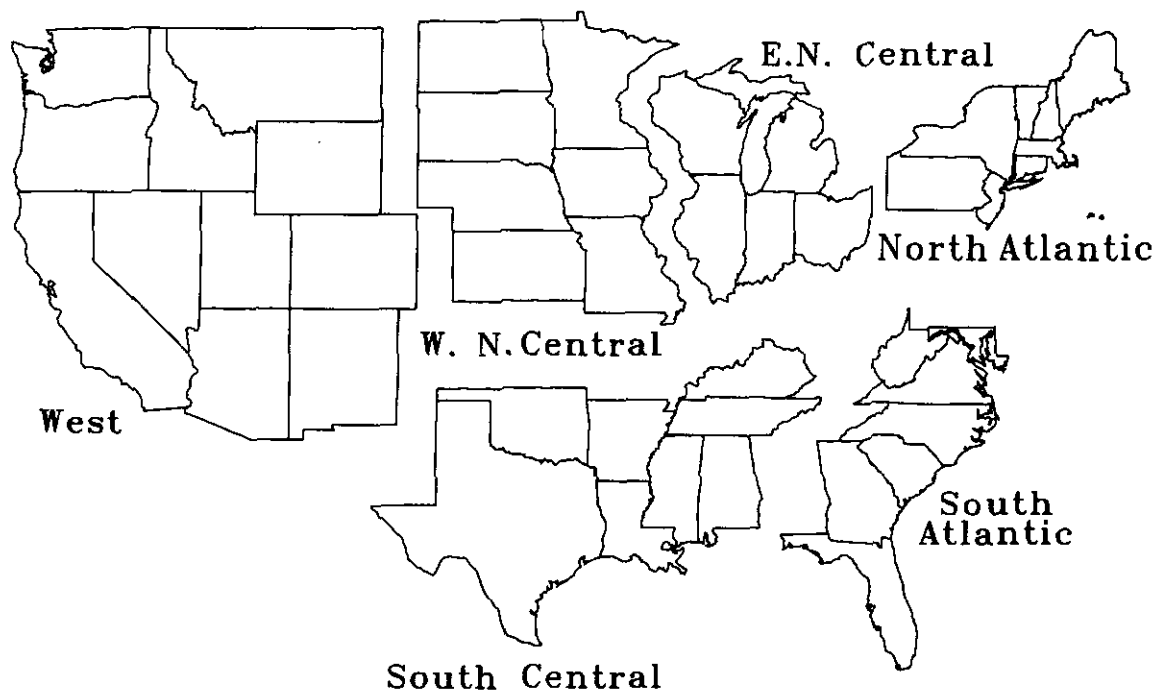 E.N. Central
North Atlantic
W. N. Central
West
South
Atlantic
South Central